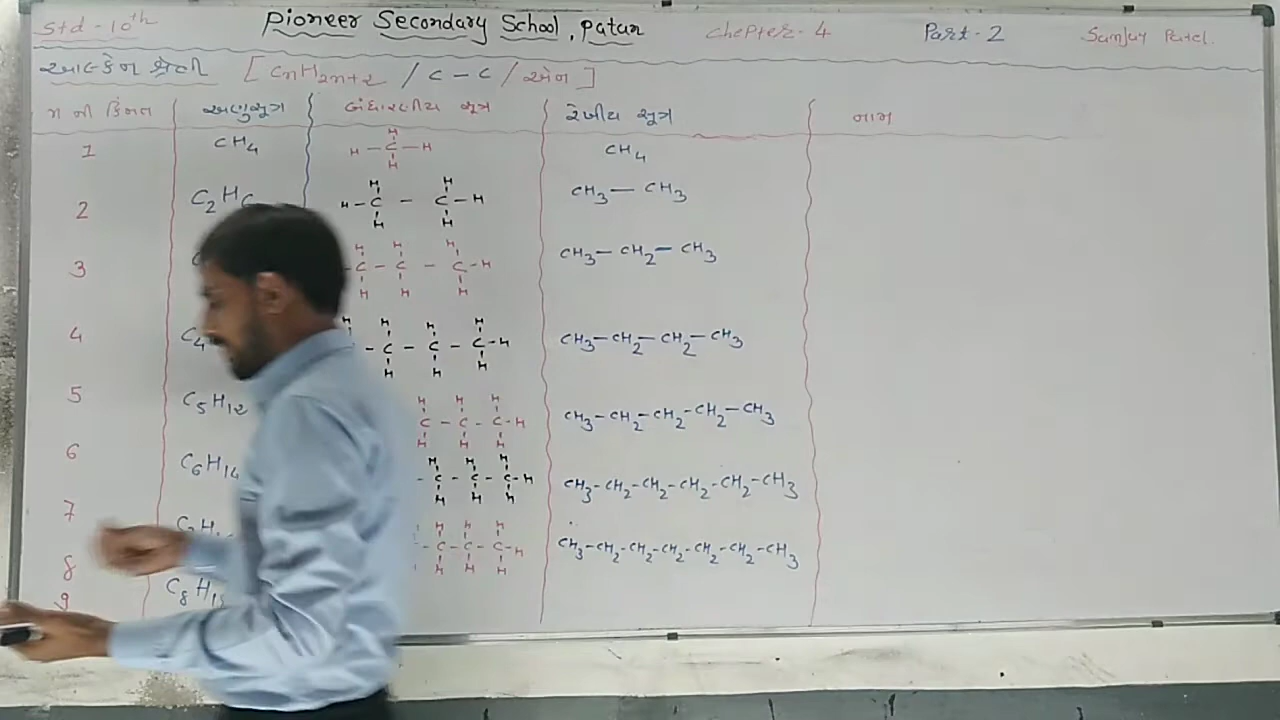 Std - 10th Pioneer Secondary School, Patan Chepter - 4 Part - 2 Sanjay Patel.
આલ્કેન શ્રેણી [ CnH2n+2 / C - C / એન ]
n ની કિંમત અણુસૂત્ર બંધારણીય સૂત્ર રેખીય સૂત્ર નામ
1 CH4 H - C - H CH4
2 C2H6 H - C - C - H CH3 - CH3
3 C - C - C - H CH3 - CH2 - CH3
4 C4 - C - C - C - H CH3 - CH2 - CH2 - CH3
5 C5H12 C - C - C - H CH3 - CH2 - CH2 - CH2 - CH3
6 C6H14 - C - C - C - H CH3 - CH2 - CH2 - CH2 - CH2 - CH3
7 - C - C - C - H CH3 - CH2 - CH2 - CH2 - CH2 - CH2 - CH3
8 C8H18
9